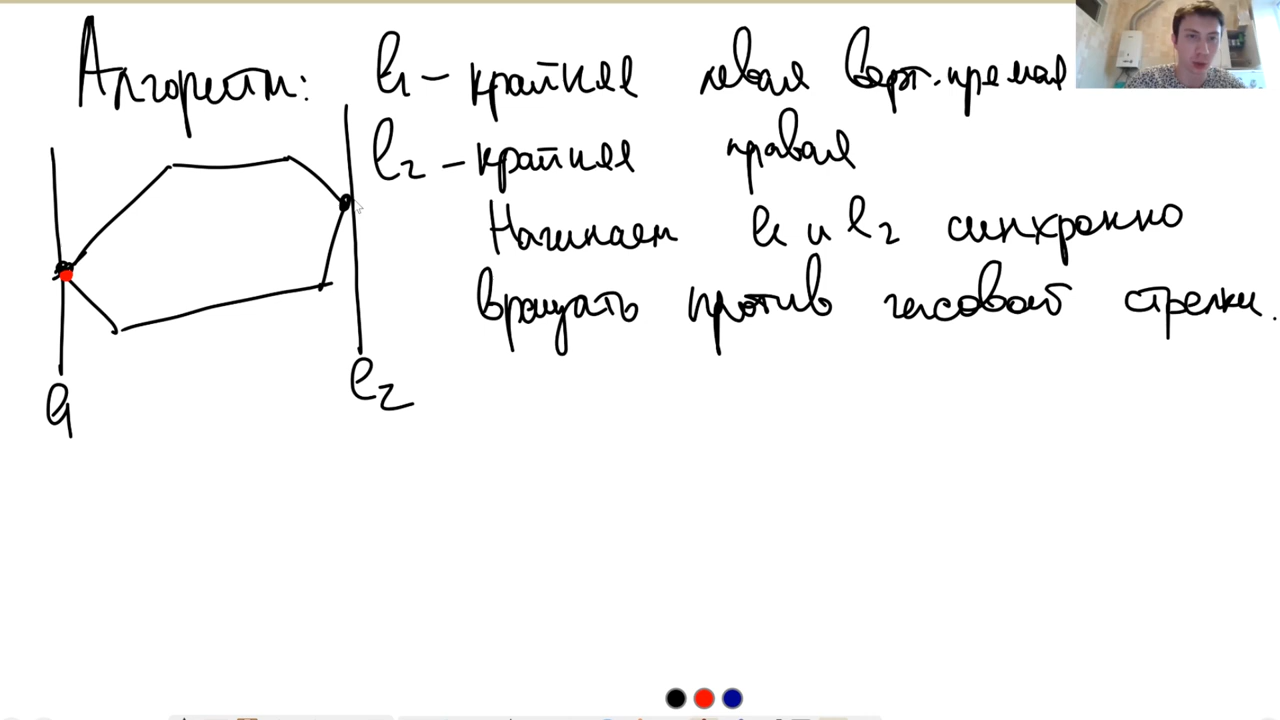 Алгоритм: l₁ – крайняя левая верт. прямая
l₂ – крайняя правая
Начинаем l₁ и l₂ синхронно
вращать против часовой стрелки.
l₁
l₂